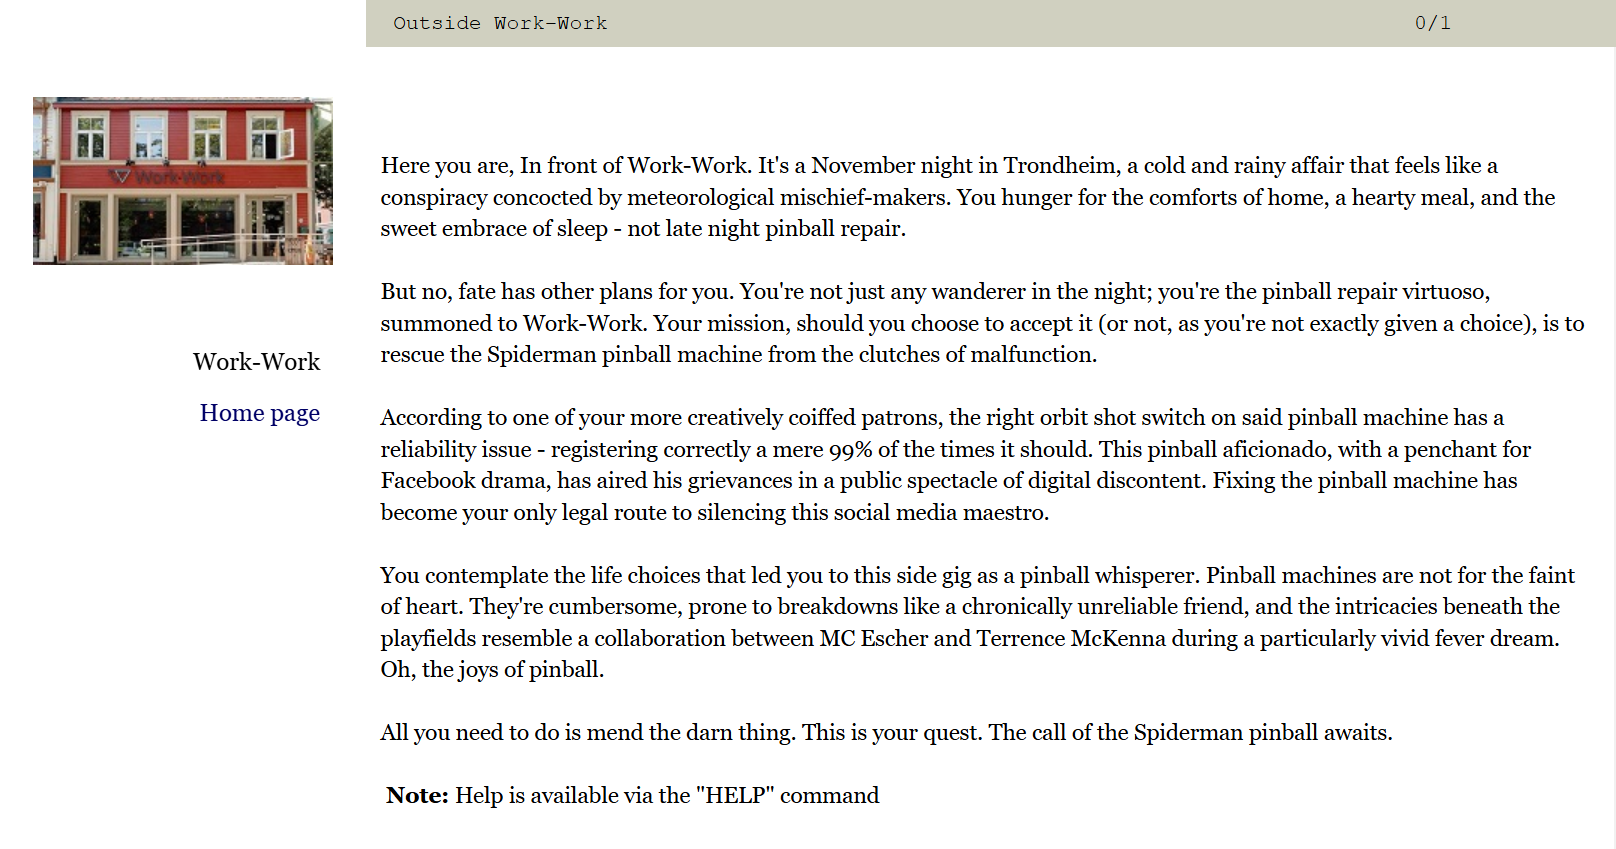 Outside Work-Work 0/1
Work-Work
Work-Work
Home page
Here you are, In front of Work-Work. It's a November night in Trondheim, a cold and rainy affair that feels like a
conspiracy concocted by meteorological mischief-makers. You hunger for the comforts of home, a hearty meal, and the
sweet embrace of sleep - not late night pinball repair.
But no, fate has other plans for you. You're not just any wanderer in the night; you're the pinball repair virtuoso,
summoned to Work-Work. Your mission, should you choose to accept it (or not, as you're not exactly given a choice), is to
rescue the Spiderman pinball machine from the clutches of malfunction.
According to one of your more creatively coiffed patrons, the right orbit shot switch on said pinball machine has a
reliability issue - registering correctly a mere 99% of the times it should. This pinball aficionado, with a penchant for
Facebook drama, has aired his grievances in a public spectacle of digital discontent. Fixing the pinball machine has
become your only legal route to silencing this social media maestro.
You contemplate the life choices that led you to this side gig as a pinball whisperer. Pinball machines are not for the faint
of heart. They're cumbersome, prone to breakdowns like a chronically unreliable friend, and the intricacies beneath the
playfields resemble a collaboration between MC Escher and Terrence McKenna during a particularly vivid fever dream.
Oh, the joys of pinball.
All you need to do is mend the darn thing. This is your quest. The call of the Spiderman pinball awaits.
Note: Help is available via the "HELP" command